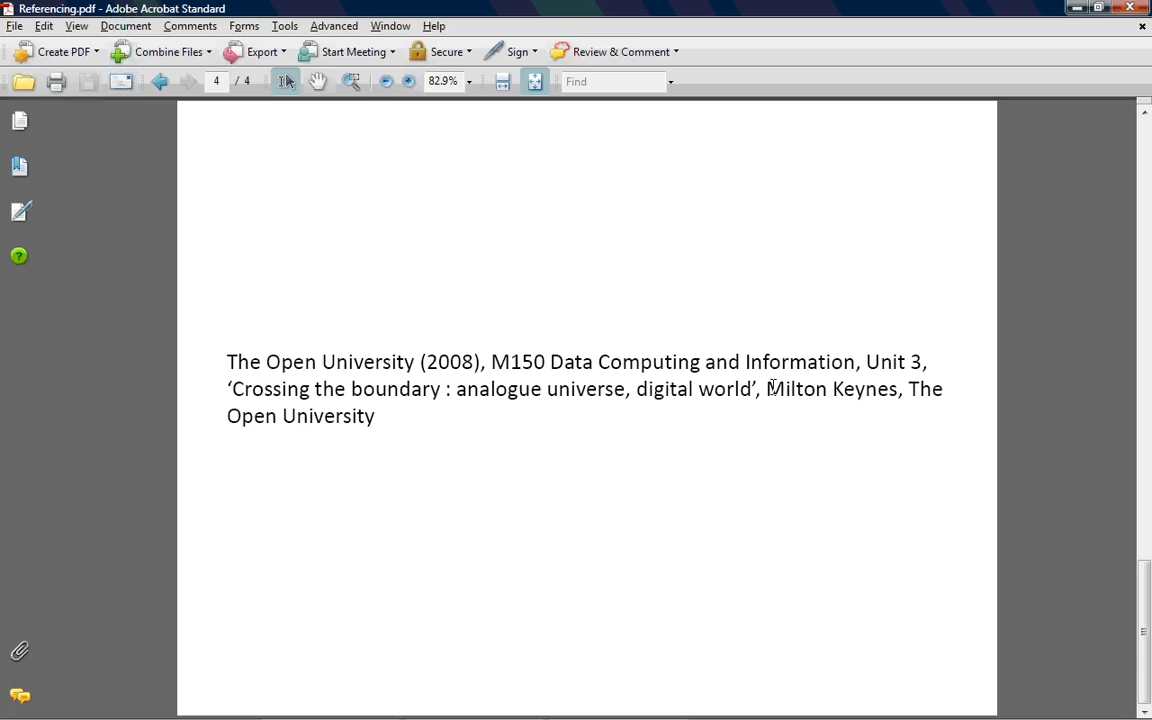 Referencing.pdf - Adobe Acrobat Standard
File Edit View Document Comments Forms Tools Advanced Window Help
Create PDF Combine Files Export Start Meeting Secure Sign Review & Comment
4 / 4 82.9% Find
The Open University (2008), M150 Data Computing and Information, Unit 3,
‘Crossing the boundary : analogue universe, digital world’, Milton Keynes, The
Open University